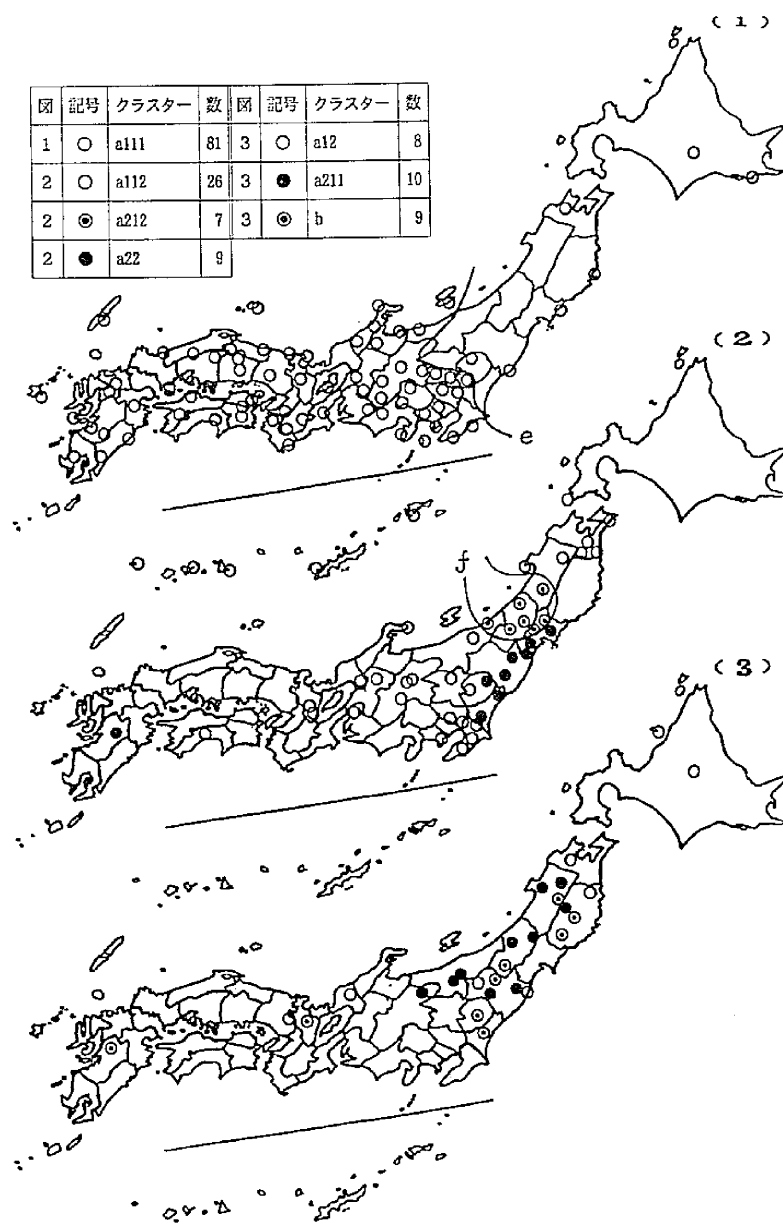 (1)
図 記号 クラスター 数 図 記号 クラスター 数
1 ○ a111 81 3 ○ a12 8
2 ○ a112 26 3 ● a211 10
2 ◉ a212 7 3 ◉ b 9
2 ● a22 9
e
(2)
f
(3)